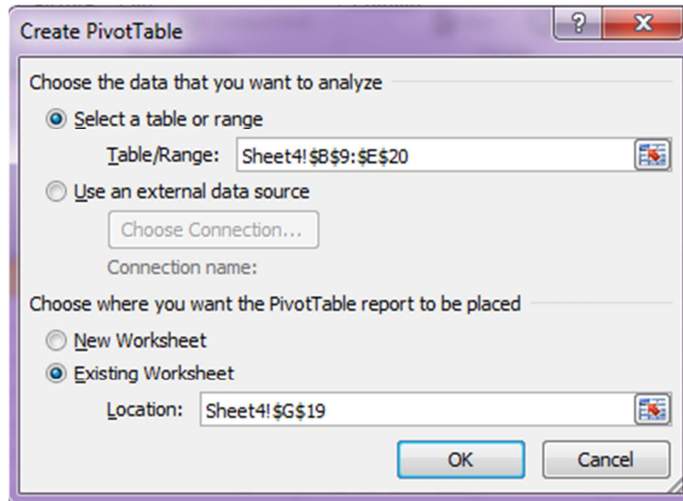 Create PivotTable
?
X
Choose the data that you want to analyze
Select a table or range
Table/Range: Sheet4!$B$9:$E$20
Use an external data source
Choose Connection...
Connection name:
Choose where you want the PivotTable report to be placed
New Worksheet
Existing Worksheet
Location: Sheet4!$G$19
OK Cancel